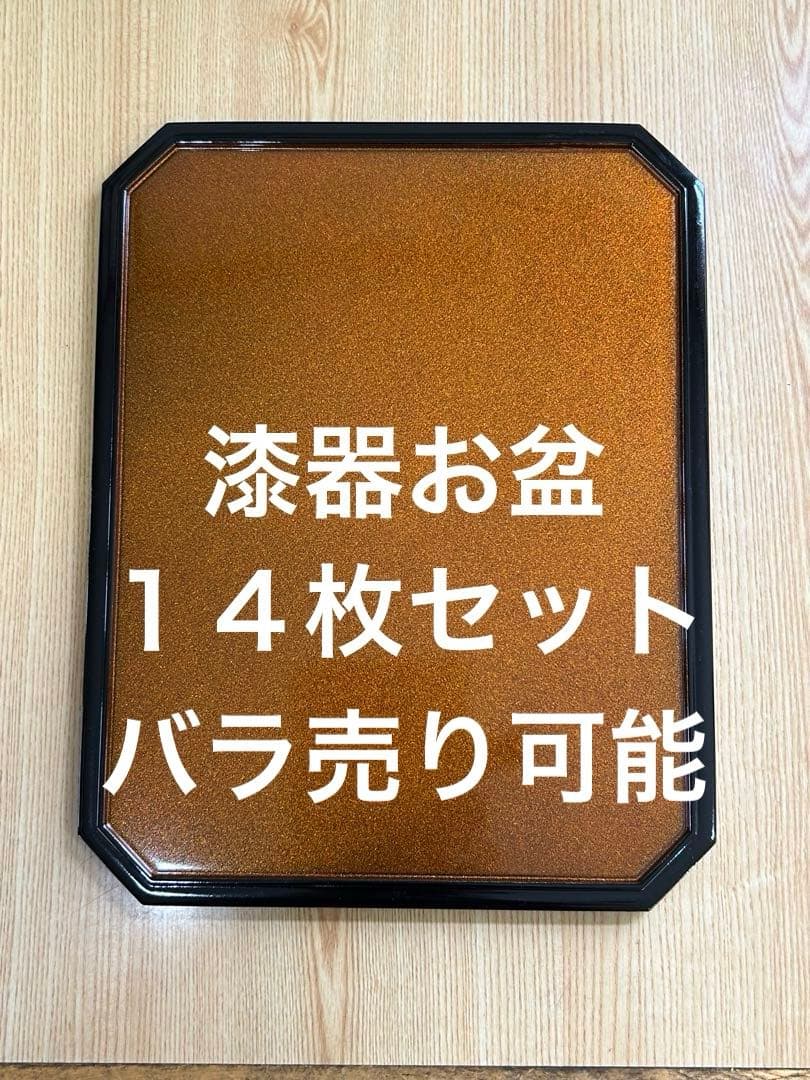 漆器お盆
１４枚セット
バラ売り可能